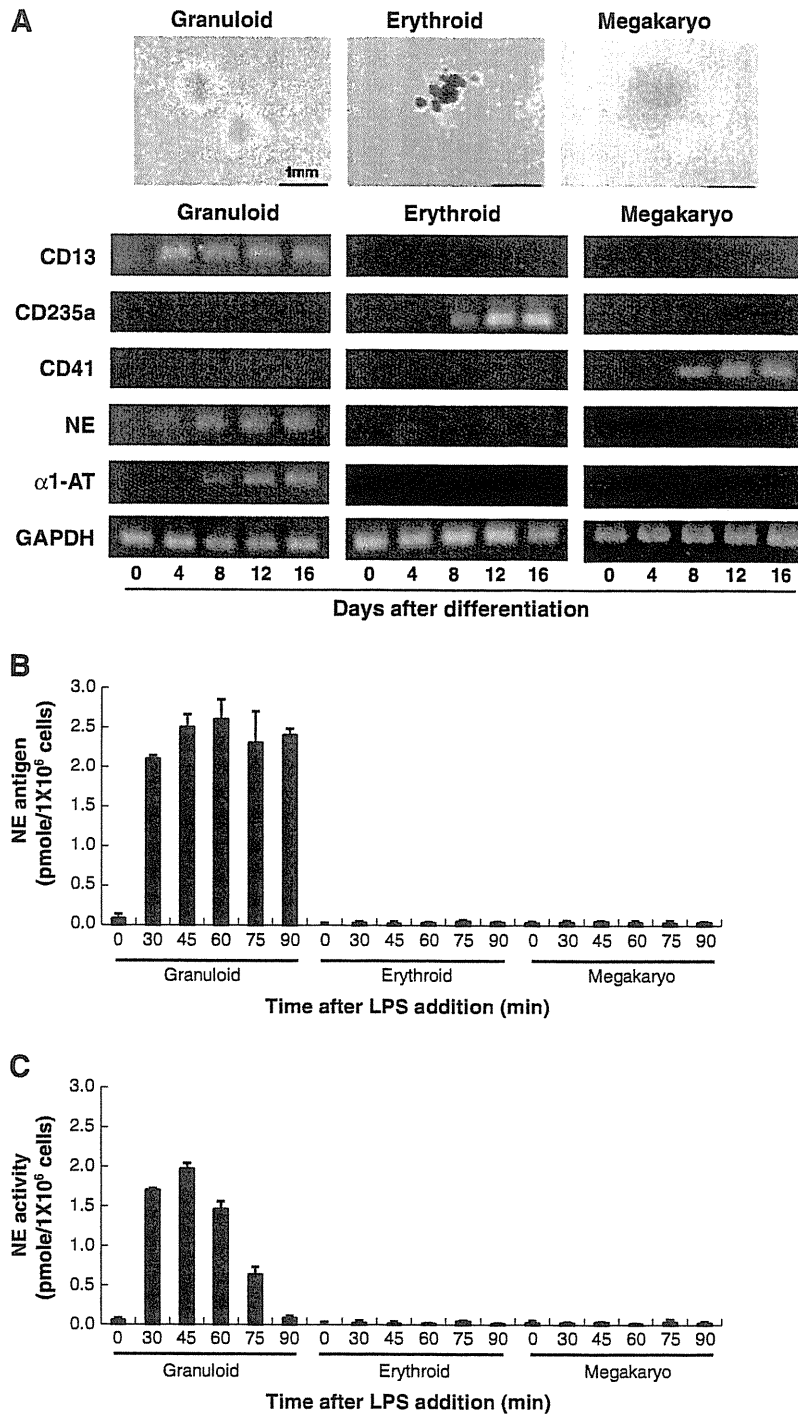 A
Granuloid Erythroid Megakaryo
1mm
Granuloid Erythroid Megakaryo
CD13
CD235a
CD41
NE
α1-AT
GAPDH
0 4 8 12 16 0 4 8 12 16 0 4 8 12 16
Days after differentiation
B
NE antigen
(pmole/1X10⁶ cells)
3.0
2.5
2.0
1.5
1.0
0.5
0.0
0 30 45 60 75 90 0 30 45 60 75 90 0 30 45 60 75 90
Granuloid Erythroid Megakaryo
Time after LPS addition (min)
C
NE activity
(pmole/1X10⁶ cells)
3.0
2.5
2.0
1.5
1.0
0.5
0.0
0 30 45 60 75 90 0 30 45 60 75 90 0 30 45 60 75 90
Granuloid Erythroid Megakaryo
Time after LPS addition (min)